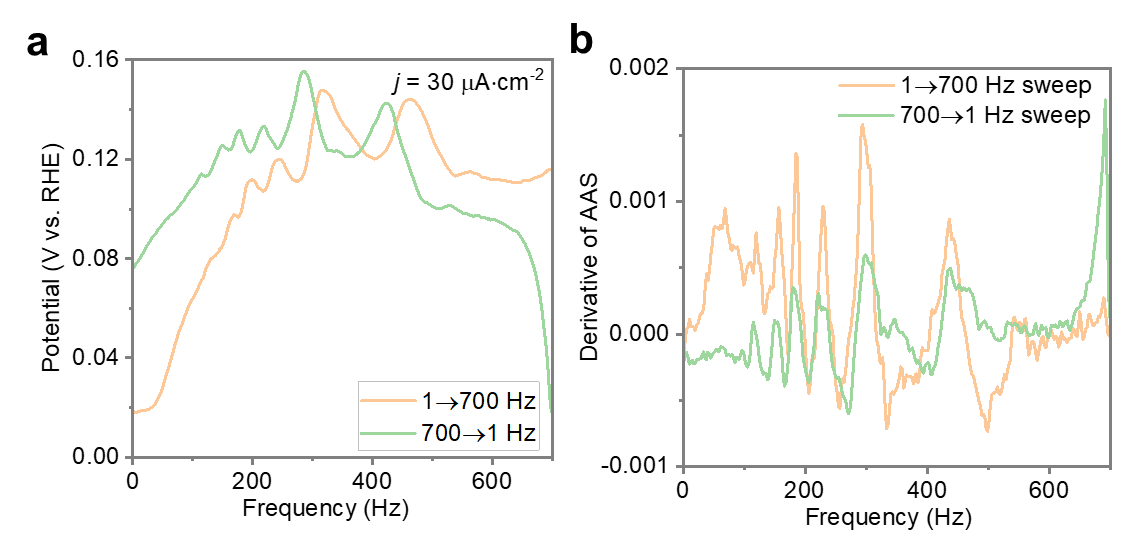 a
j = 30 μA·cm-2
Potential (V vs. RHE)
0.16
0.12
0.08
0.04
0.00
1→700 Hz
700→1 Hz
0
200
400
600
Frequency (Hz)
b
1→700 Hz sweep
700→1 Hz sweep
Derivative of AAS
0.002
0.001
0.000
-0.001
0
200
400
600
Frequency (Hz)